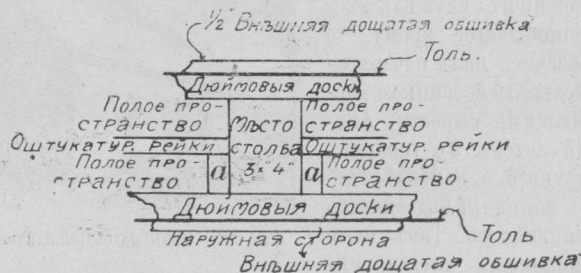 ½" Внѣшняя дощатая обшивка
Толь
Дюймовыя доски
Полое про-
странство
Мѣсто
столба
3"×4"
Полое про-
странство
Оштукатур. рейки
Оштукатур. рейки
Полое про-
странство
а
а
Полое про-
странство
Дюймовыя доски
Наружная сторона
Толь
Внѣшняя дощатая обшивка